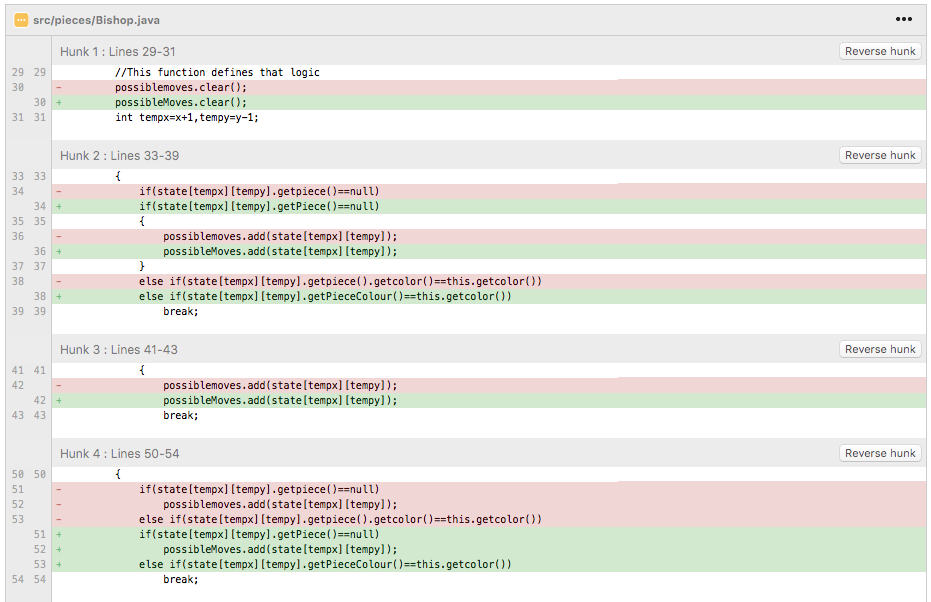 src/pieces/Bishop.java •••
Hunk 1 : Lines 29-31 Reverse hunk
29 29 //This function defines that logic
30 - possiblemoves.clear();
30 + possibleMoves.clear();
31 31 int tempx=x+1,tempy=y-1;
Hunk 2 : Lines 33-39 Reverse hunk
33 33 {
34 - if(state[tempx][tempy].getpiece()==null)
34 + if(state[tempx][tempy].getPiece()==null)
35 35 {
36 - possiblemoves.add(state[tempx][tempy]);
36 + possibleMoves.add(state[tempx][tempy]);
37 37 }
38 - else if(state[tempx][tempy].getpiece().getcolor()==this.getcolor())
38 + else if(state[tempx][tempy].getPieceColour()==this.getcolor())
39 39 break;
Hunk 3 : Lines 41-43 Reverse hunk
41 41 {
42 - possiblemoves.add(state[tempx][tempy]);
42 + possibleMoves.add(state[tempx][tempy]);
43 43 break;
Hunk 4 : Lines 50-54 Reverse hunk
50 50 {
51 - if(state[tempx][tempy].getpiece()==null)
52 - possiblemoves.add(state[tempx][tempy]);
53 - else if(state[tempx][tempy].getpiece().getcolor()==this.getcolor())
51 + if(state[tempx][tempy].getPiece()==null)
52 + possibleMoves.add(state[tempx][tempy]);
53 + else if(state[tempx][tempy].getPieceColour()==this.getcolor())
54 54 break;